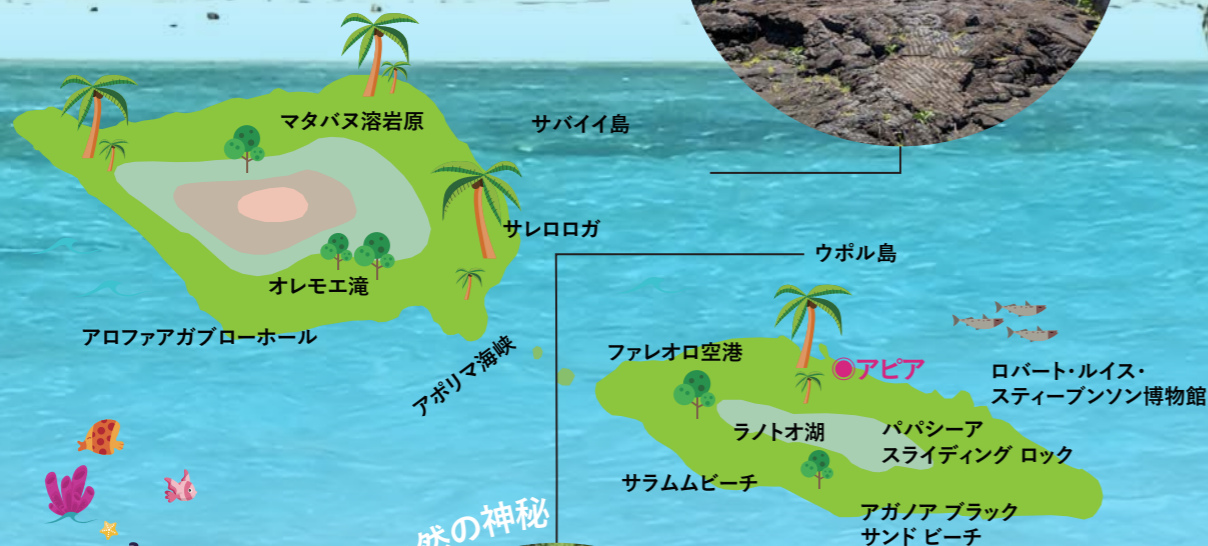 マタバヌ溶岩原
サバイイ島
サレロロガ
オレモエ滝
アロファアガブローホール
アポリマ海峡
ウポル島
ファレオロ空港
アピア
ロバート・ルイス・
スティーブンソン博物館
ラノトオ湖
パパシーア
スライディング ロック
サラムムビーチ
アガノア ブラック
サンド ビーチ
然の神秘